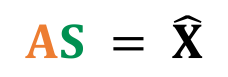 AS = X̂